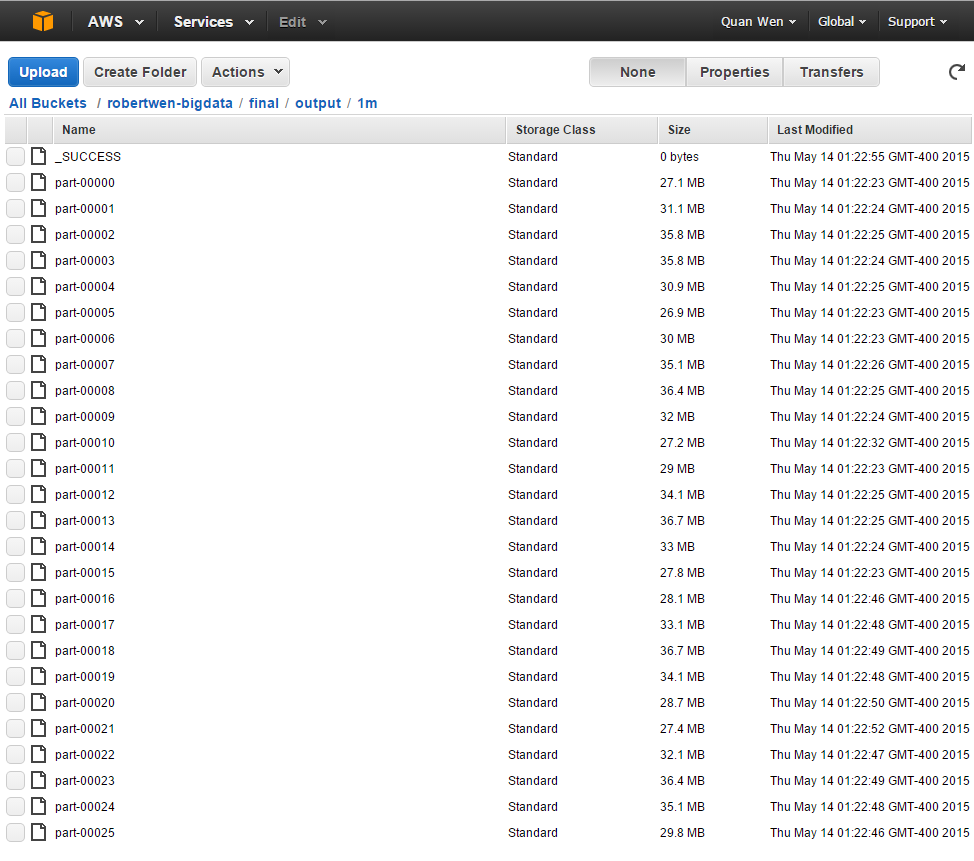 AWS Services Edit Quan Wen Global Support
Upload Create Folder Actions None Properties Transfers
All Buckets / robertwen-bigdata / final / output / 1m
Name Storage Class Size Last Modified
_SUCCESS Standard 0 bytes Thu May 14 01:22:55 GMT-400 2015
part-00000 Standard 27.1 MB Thu May 14 01:22:23 GMT-400 2015
part-00001 Standard 31.1 MB Thu May 14 01:22:24 GMT-400 2015
part-00002 Standard 35.8 MB Thu May 14 01:22:25 GMT-400 2015
part-00003 Standard 35.8 MB Thu May 14 01:22:24 GMT-400 2015
part-00004 Standard 30.9 MB Thu May 14 01:22:25 GMT-400 2015
part-00005 Standard 26.9 MB Thu May 14 01:22:23 GMT-400 2015
part-00006 Standard 30 MB Thu May 14 01:22:23 GMT-400 2015
part-00007 Standard 35.1 MB Thu May 14 01:22:26 GMT-400 2015
part-00008 Standard 36.4 MB Thu May 14 01:22:25 GMT-400 2015
part-00009 Standard 32 MB Thu May 14 01:22:24 GMT-400 2015
part-00010 Standard 27.2 MB Thu May 14 01:22:32 GMT-400 2015
part-00011 Standard 29 MB Thu May 14 01:22:23 GMT-400 2015
part-00012 Standard 34.1 MB Thu May 14 01:22:25 GMT-400 2015
part-00013 Standard 36.7 MB Thu May 14 01:22:25 GMT-400 2015
part-00014 Standard 33 MB Thu May 14 01:22:24 GMT-400 2015
part-00015 Standard 27.8 MB Thu May 14 01:22:23 GMT-400 2015
part-00016 Standard 28.1 MB Thu May 14 01:22:46 GMT-400 2015
part-00017 Standard 33.1 MB Thu May 14 01:22:48 GMT-400 2015
part-00018 Standard 36.7 MB Thu May 14 01:22:49 GMT-400 2015
part-00019 Standard 34.1 MB Thu May 14 01:22:48 GMT-400 2015
part-00020 Standard 28.7 MB Thu May 14 01:22:50 GMT-400 2015
part-00021 Standard 27.4 MB Thu May 14 01:22:52 GMT-400 2015
part-00022 Standard 32.1 MB Thu May 14 01:22:47 GMT-400 2015
part-00023 Standard 36.4 MB Thu May 14 01:22:49 GMT-400 2015
part-00024 Standard 35.1 MB Thu May 14 01:22:48 GMT-400 2015
part-00025 Standard 29.8 MB Thu May 14 01:22:46 GMT-400 2015